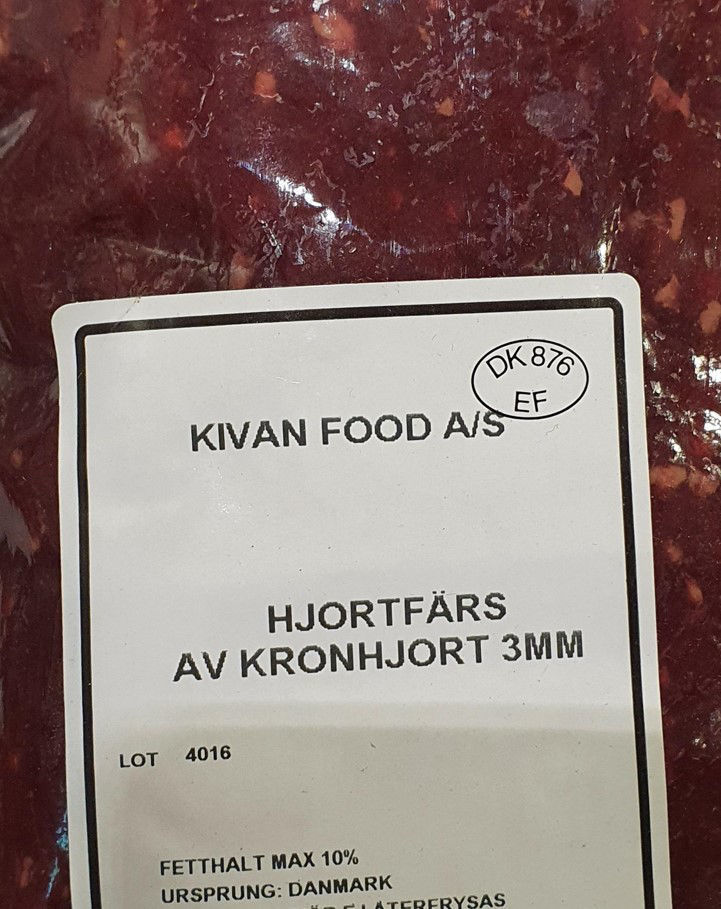 DK 876
EF
KIVAN FOOD A/S
HJORTFÄRS
AV KRONHJORT 3MM
LOT 4016
FETTHALT MAX 10%
URSPRUNG: DANMARK